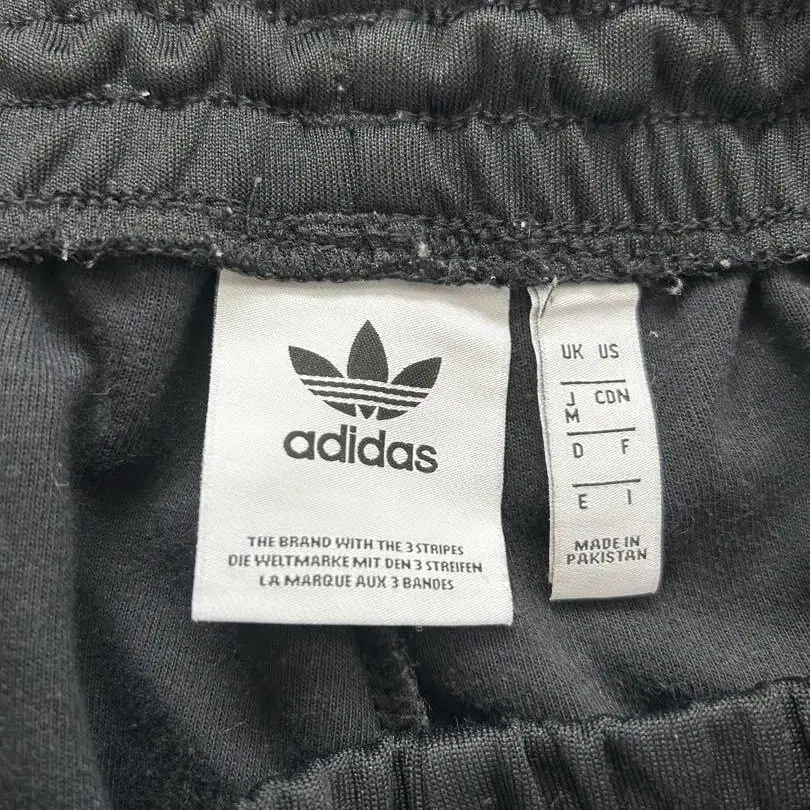 adidas
THE BRAND WITH THE 3 STRIPES
DIE WELTMARKE MIT DEN 3 STREIFEN
LA MARQUE AUX 3 BANDES
UK US
J CDN
M
D F
E I
MADE IN
PAKISTAN